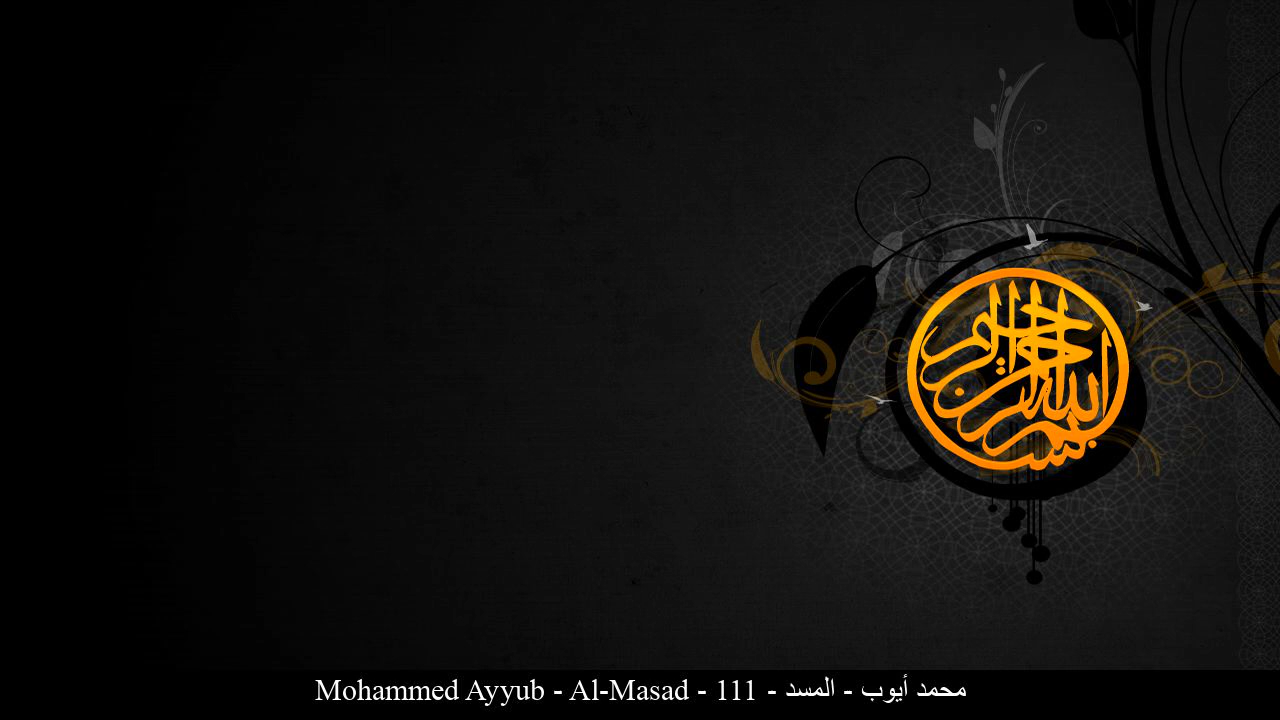 بسم الله الرحمن الرحيم
Mohammed Ayyub - Al-Masad - 111 - محمد أيوب - المسد